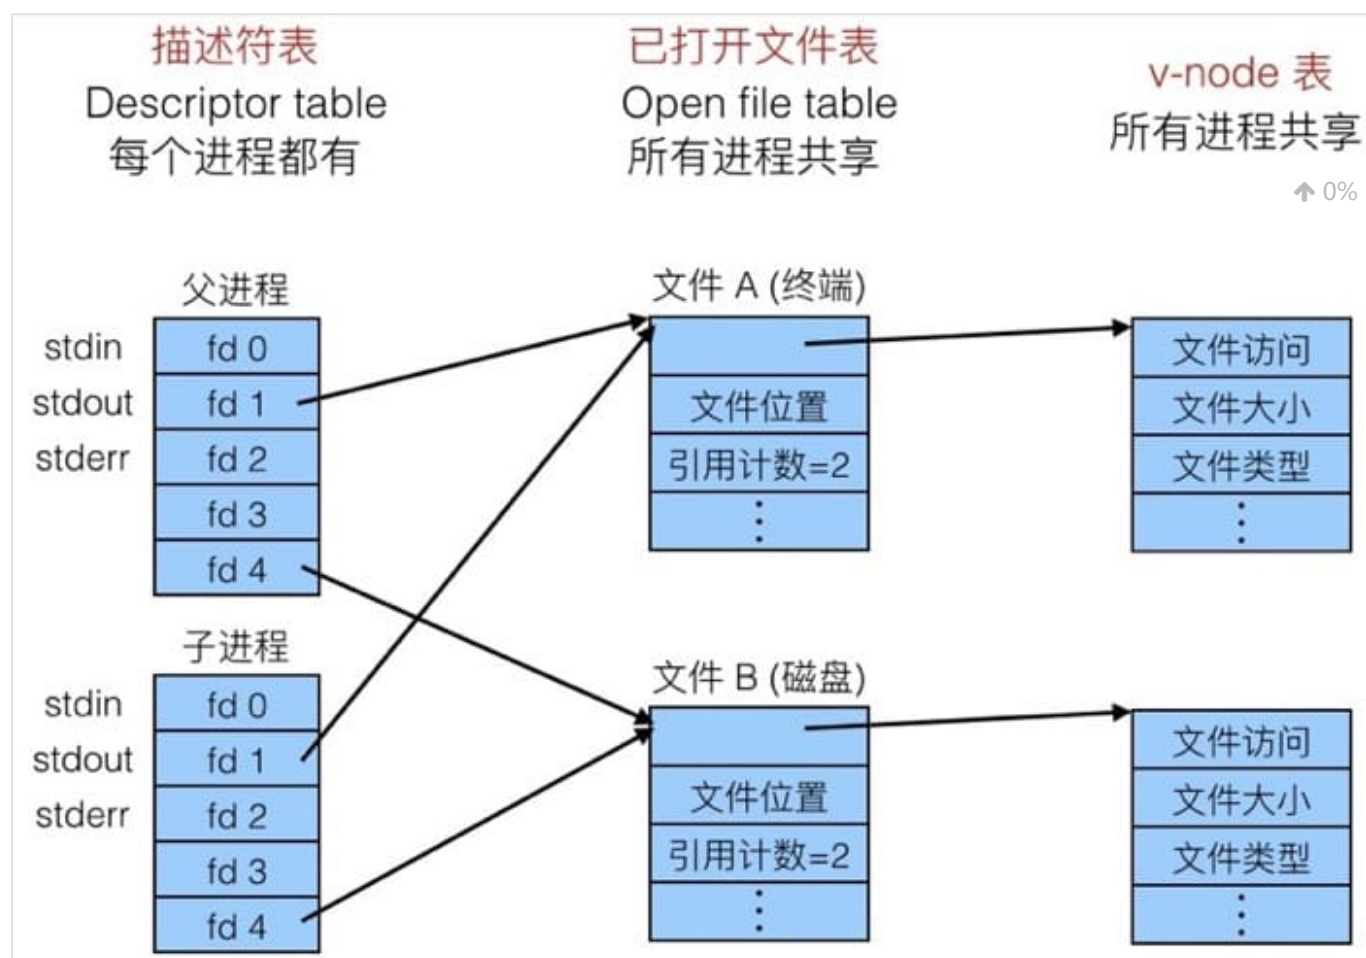 描述符表
Descriptor table
每个进程都有
已打开文件表
Open file table
所有进程共享
v-node 表
所有进程共享
0%
父进程
stdin
fd 0
stdout
fd 1
stderr
fd 2
fd 3
fd 4
子进程
stdin
fd 0
stdout
fd 1
stderr
fd 2
fd 3
fd 4
文件 A (终端)
文件位置
引用计数=2
文件 B (磁盘)
文件位置
引用计数=2
文件访问
文件大小
文件类型
文件访问
文件大小
文件类型